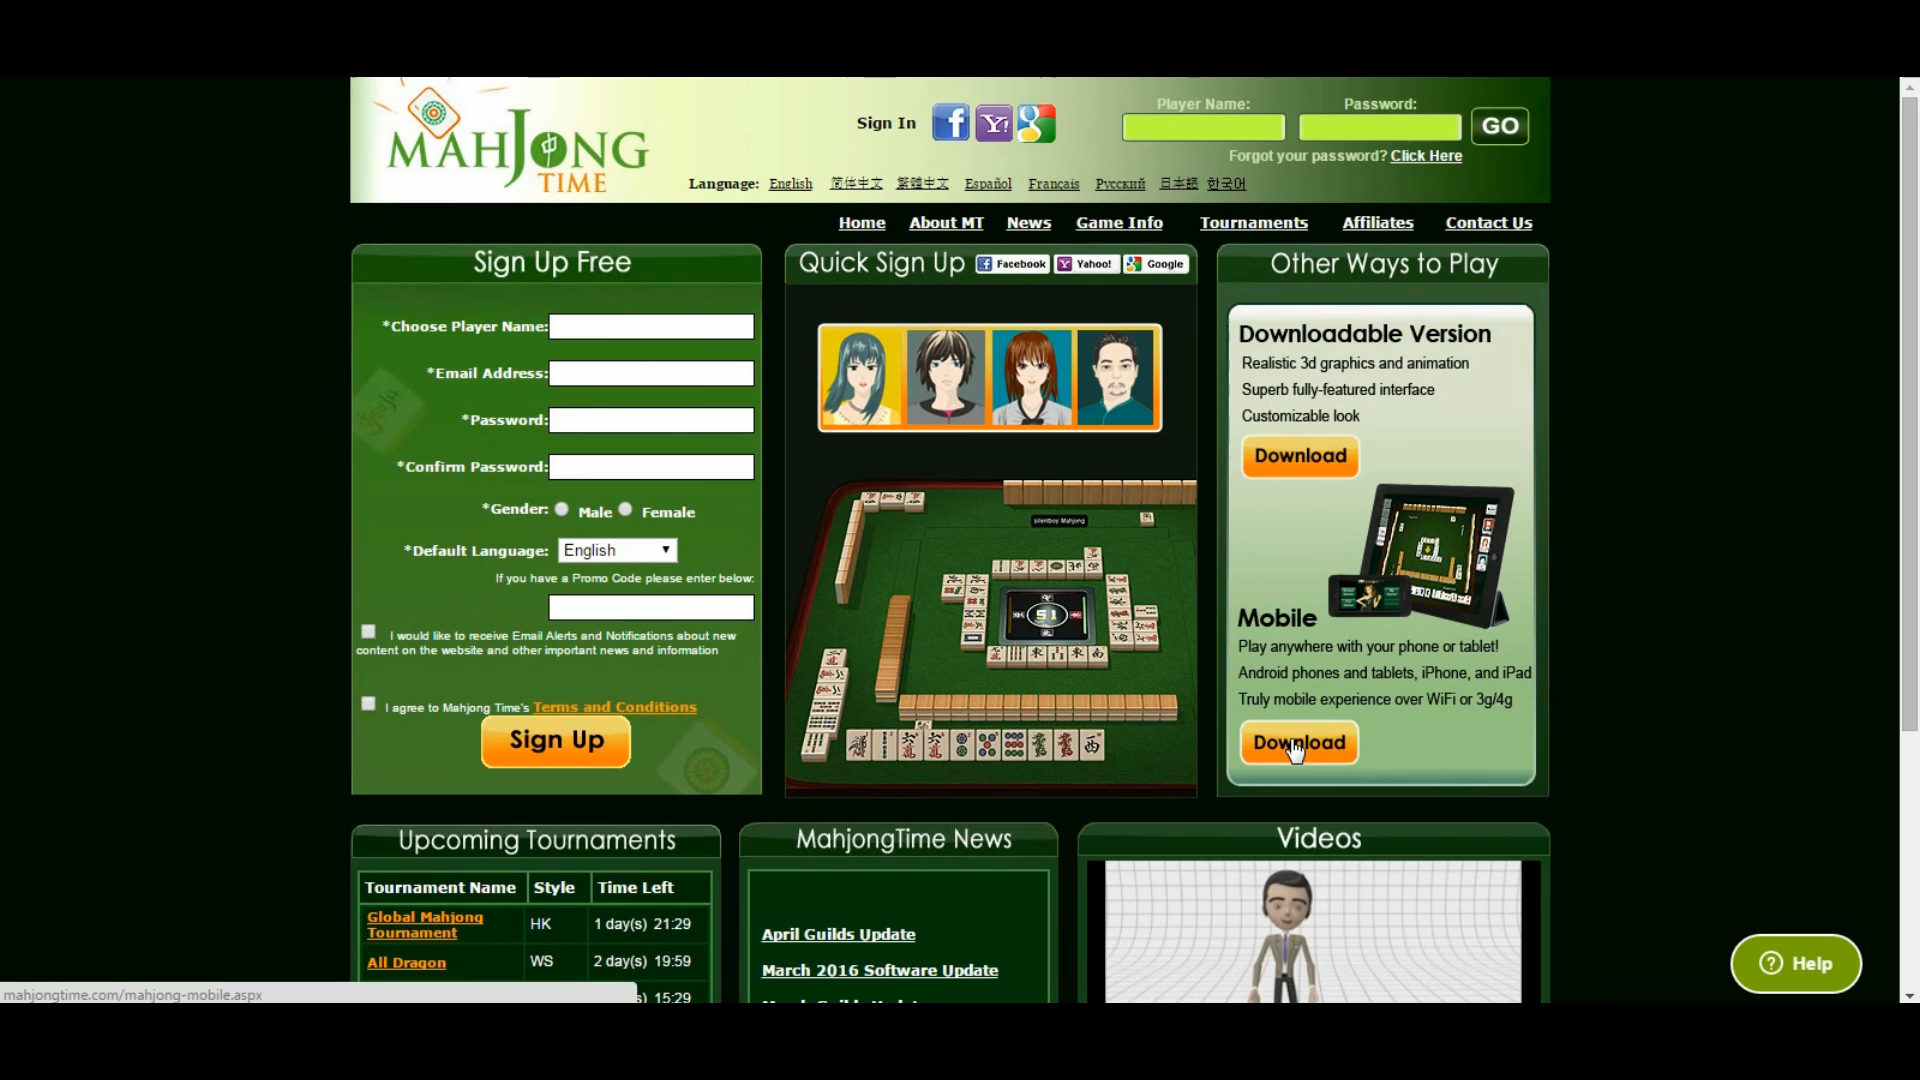 MAHJONG
TIME
Sign In
Player Name:
Password:
GO
Forgot your password? Click Here
Language: English 简体中文 繁體中文 Español Français Русский 日本語 한국어
Home About MT News Game Info Tournaments Affiliates Contact Us
Sign Up Free
*Choose Player Name:
*Email Address:
*Password:
*Confirm Password:
*Gender: Male Female
*Default Language: English
If you have a Promo Code please enter below:
I would like to receive Email Alerts and Notifications about new
content on the website and other important news and information
I agree to Mahjong Time's Terms and Conditions
Sign Up
Quick Sign Up Facebook Yahoo! Google
silentboy Mahjong
51
Other Ways to Play
Downloadable Version
Realistic 3d graphics and animation
Superb fully-featured interface
Customizable look
Download
Mobile
Play anywhere with your phone or tablet!
Android phones and tablets, iPhone, and iPad
Truly mobile experience over WiFi or 3g/4g
Download
Upcoming Tournaments
Tournament Name Style Time Left
Global Mahjong
Tournament
HK 1 day(s) 21:29
All Dragon WS 2 day(s) 19:59
15:29
MahjongTime News
April Guilds Update
March 2016 Software Update
Videos
Help
mahjongtime.com/mahjong-mobile.aspx